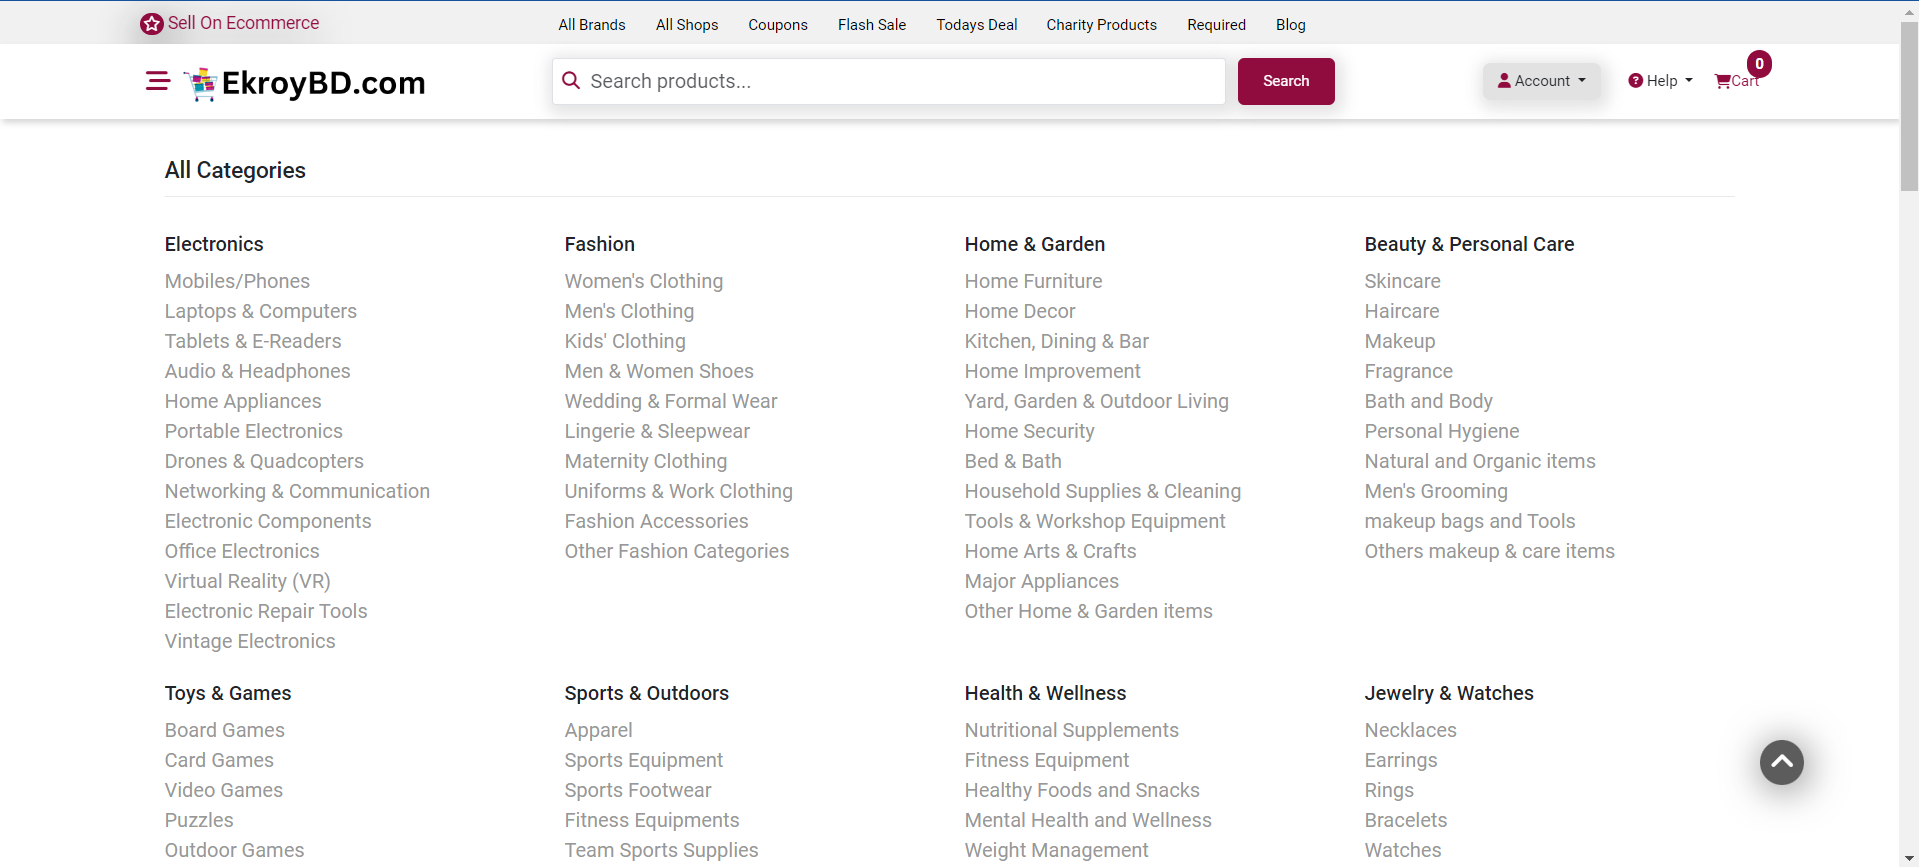 Sell On Ecommerce
All Brands All Shops Coupons Flash Sale Todays Deal Charity Products Required Blog
EkroyBD.com
Search products...
Search
Account
Help
0
Cart
All Categories
Electronics
Mobiles/Phones
Laptops & Computers
Tablets & E-Readers
Audio & Headphones
Home Appliances
Portable Electronics
Drones & Quadcopters
Networking & Communication
Electronic Components
Office Electronics
Virtual Reality (VR)
Electronic Repair Tools
Vintage Electronics
Fashion
Women's Clothing
Men's Clothing
Kids' Clothing
Men & Women Shoes
Wedding & Formal Wear
Lingerie & Sleepwear
Maternity Clothing
Uniforms & Work Clothing
Fashion Accessories
Other Fashion Categories
Home & Garden
Home Furniture
Home Decor
Kitchen, Dining & Bar
Home Improvement
Yard, Garden & Outdoor Living
Home Security
Bed & Bath
Household Supplies & Cleaning
Tools & Workshop Equipment
Home Arts & Crafts
Major Appliances
Other Home & Garden items
Beauty & Personal Care
Skincare
Haircare
Makeup
Fragrance
Bath and Body
Personal Hygiene
Natural and Organic items
Men's Grooming
makeup bags and Tools
Others makeup & care items
Toys & Games
Board Games
Card Games
Video Games
Puzzles
Outdoor Games
Sports & Outdoors
Apparel
Sports Equipment
Sports Footwear
Fitness Equipments
Team Sports Supplies
Health & Wellness
Nutritional Supplements
Fitness Equipment
Healthy Foods and Snacks
Mental Health and Wellness
Weight Management
Jewelry & Watches
Necklaces
Earrings
Rings
Bracelets
Watches